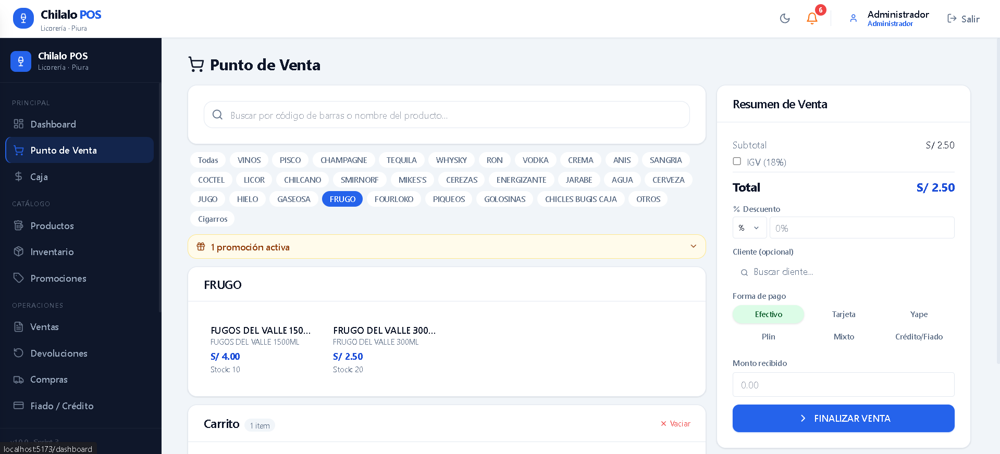 Chilalo POS
Licorería · Piura
6
Administrador
Administrador
Salir
Chilalo POS
Licorería · Piura
PRINCIPAL
Dashboard
Punto de Venta
Caja
CATÁLOGO
Productos
Inventario
Promociones
OPERACIONES
Ventas
Devoluciones
Compras
Fiado / Crédito
v10.0 · Sprint 3
localhost:5173/dashboard
Punto de Venta
Buscar por código de barras o nombre del producto...
Todas VINOS PISCO CHAMPAGNE TEQUILA WHYSKY RON VODKA CREMA ANIS SANGRIA
COCTEL LICOR CHILCANO SMIRNORF MIKES'S CEREZAS ENERGIZANTE JARABE AGUA CERVEZA
JUGO HIELO GASEOSA FRUGO FOURLOKO PIQUEOS GOLOSINAS CHICLES BUGIS CAJA OTROS
Cigarros
1 promoción activa
FRUGO
FUGOS DEL VALLE 150...
FUGOS DEL VALLE 1500ML
S/ 4.00
Stock: 10
FRUGO DEL VALLE 300...
FRUGO DEL VALLE 300ML
S/ 2.50
Stock: 20
Carrito 1 item
Vaciar
Resumen de Venta
Subtotal S/ 2.50
IGV (18%)
Total S/ 2.50
% Descuento
% 0%
Cliente (opcional)
Buscar cliente...
Forma de pago
Efectivo Tarjeta Yape
Plin Mixto Crédito/Fiado
Monto recibido
0.00
FINALIZAR VENTA